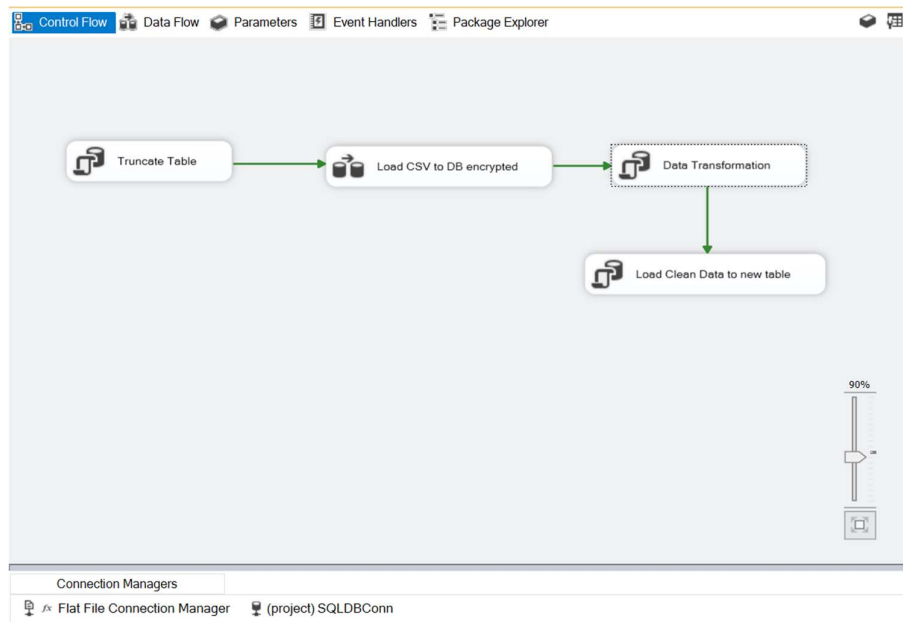 Control Flow Data Flow Parameters Event Handlers Package Explorer
Truncate Table
Load CSV to DB encrypted
Data Transformation
Load Clean Data to new table
90%
Connection Managers
fx Flat File Connection Manager (project) SQLDBConn